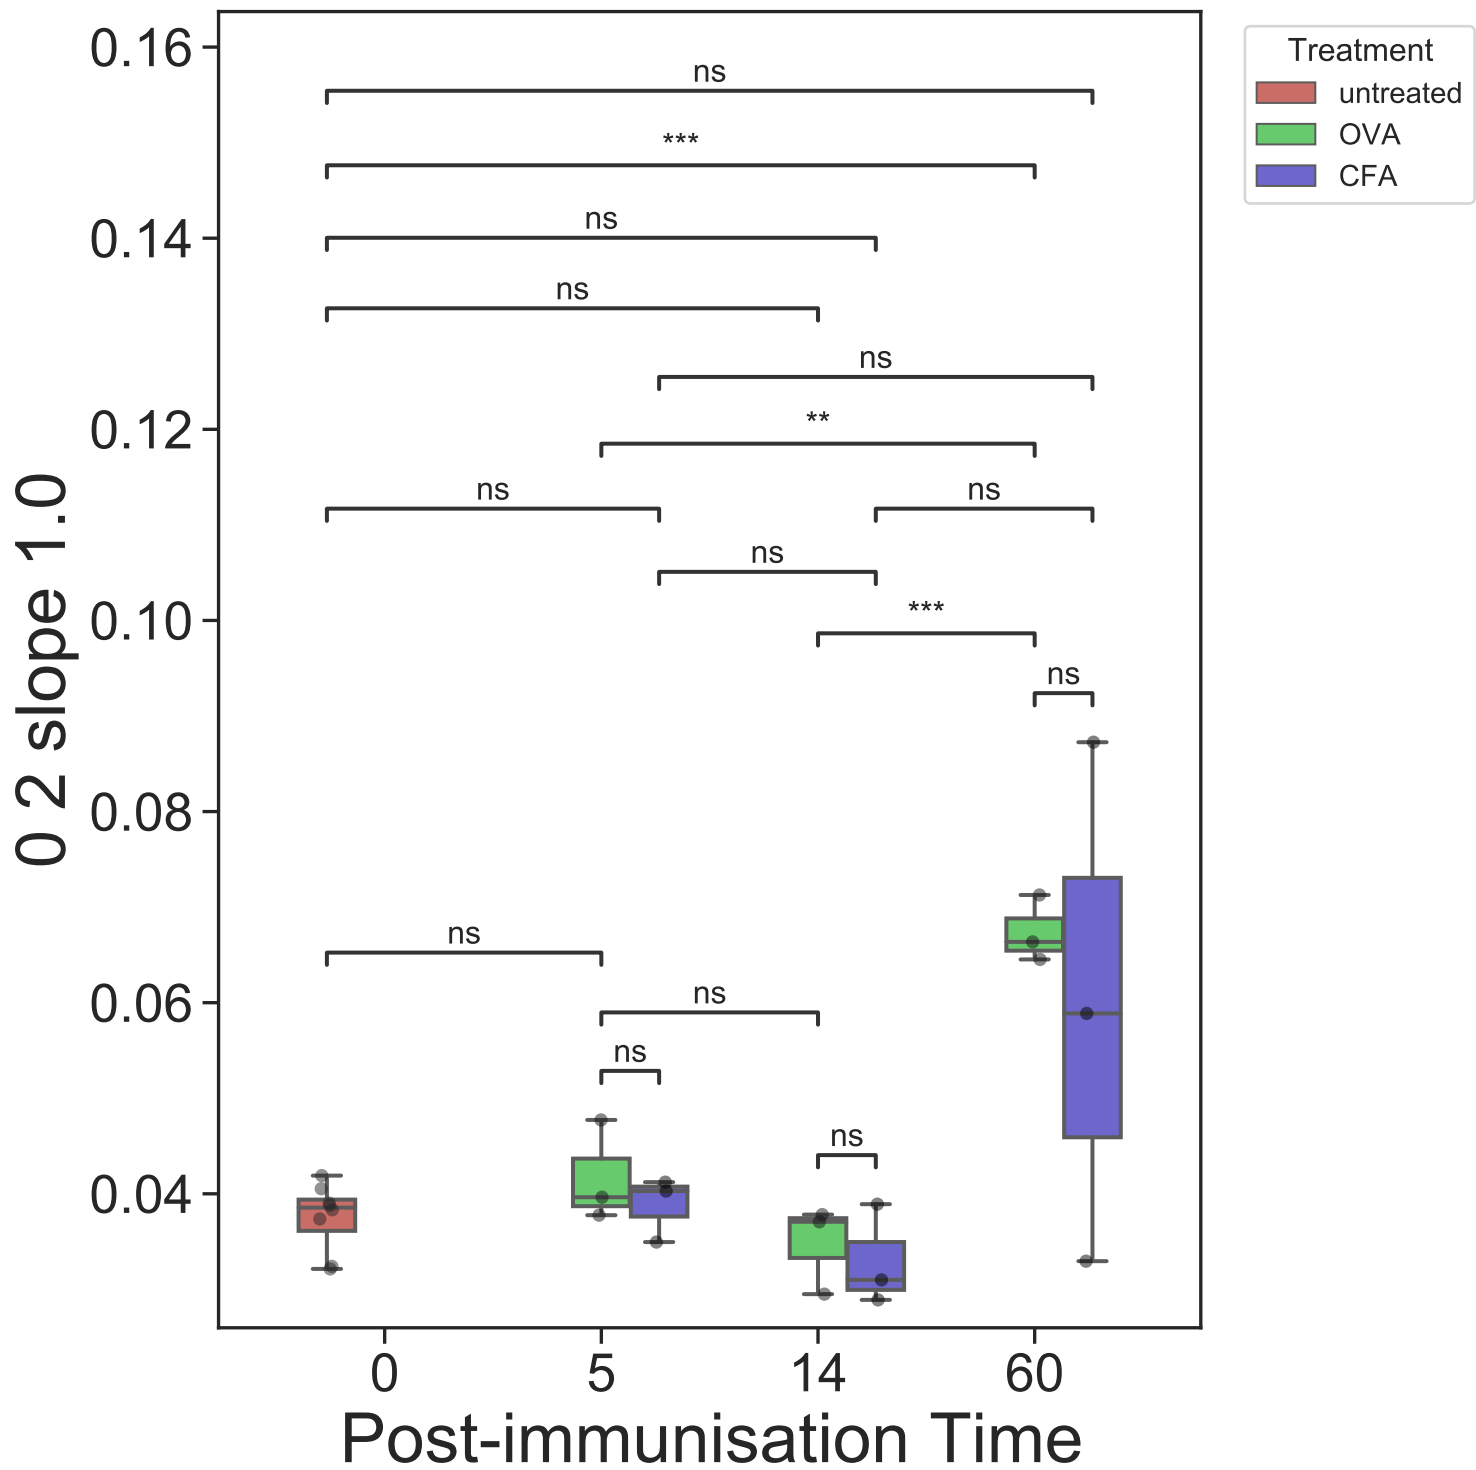 0.16
0.14
0.12
0.10
0.08
0.06
0.04
0 2 slope 1.0
ns
***
ns
ns
ns
**
ns
ns
ns
***
ns
ns
ns
ns
ns
0
5
14
60
Post-immunisation Time
Treatment
untreated
OVA
CFA